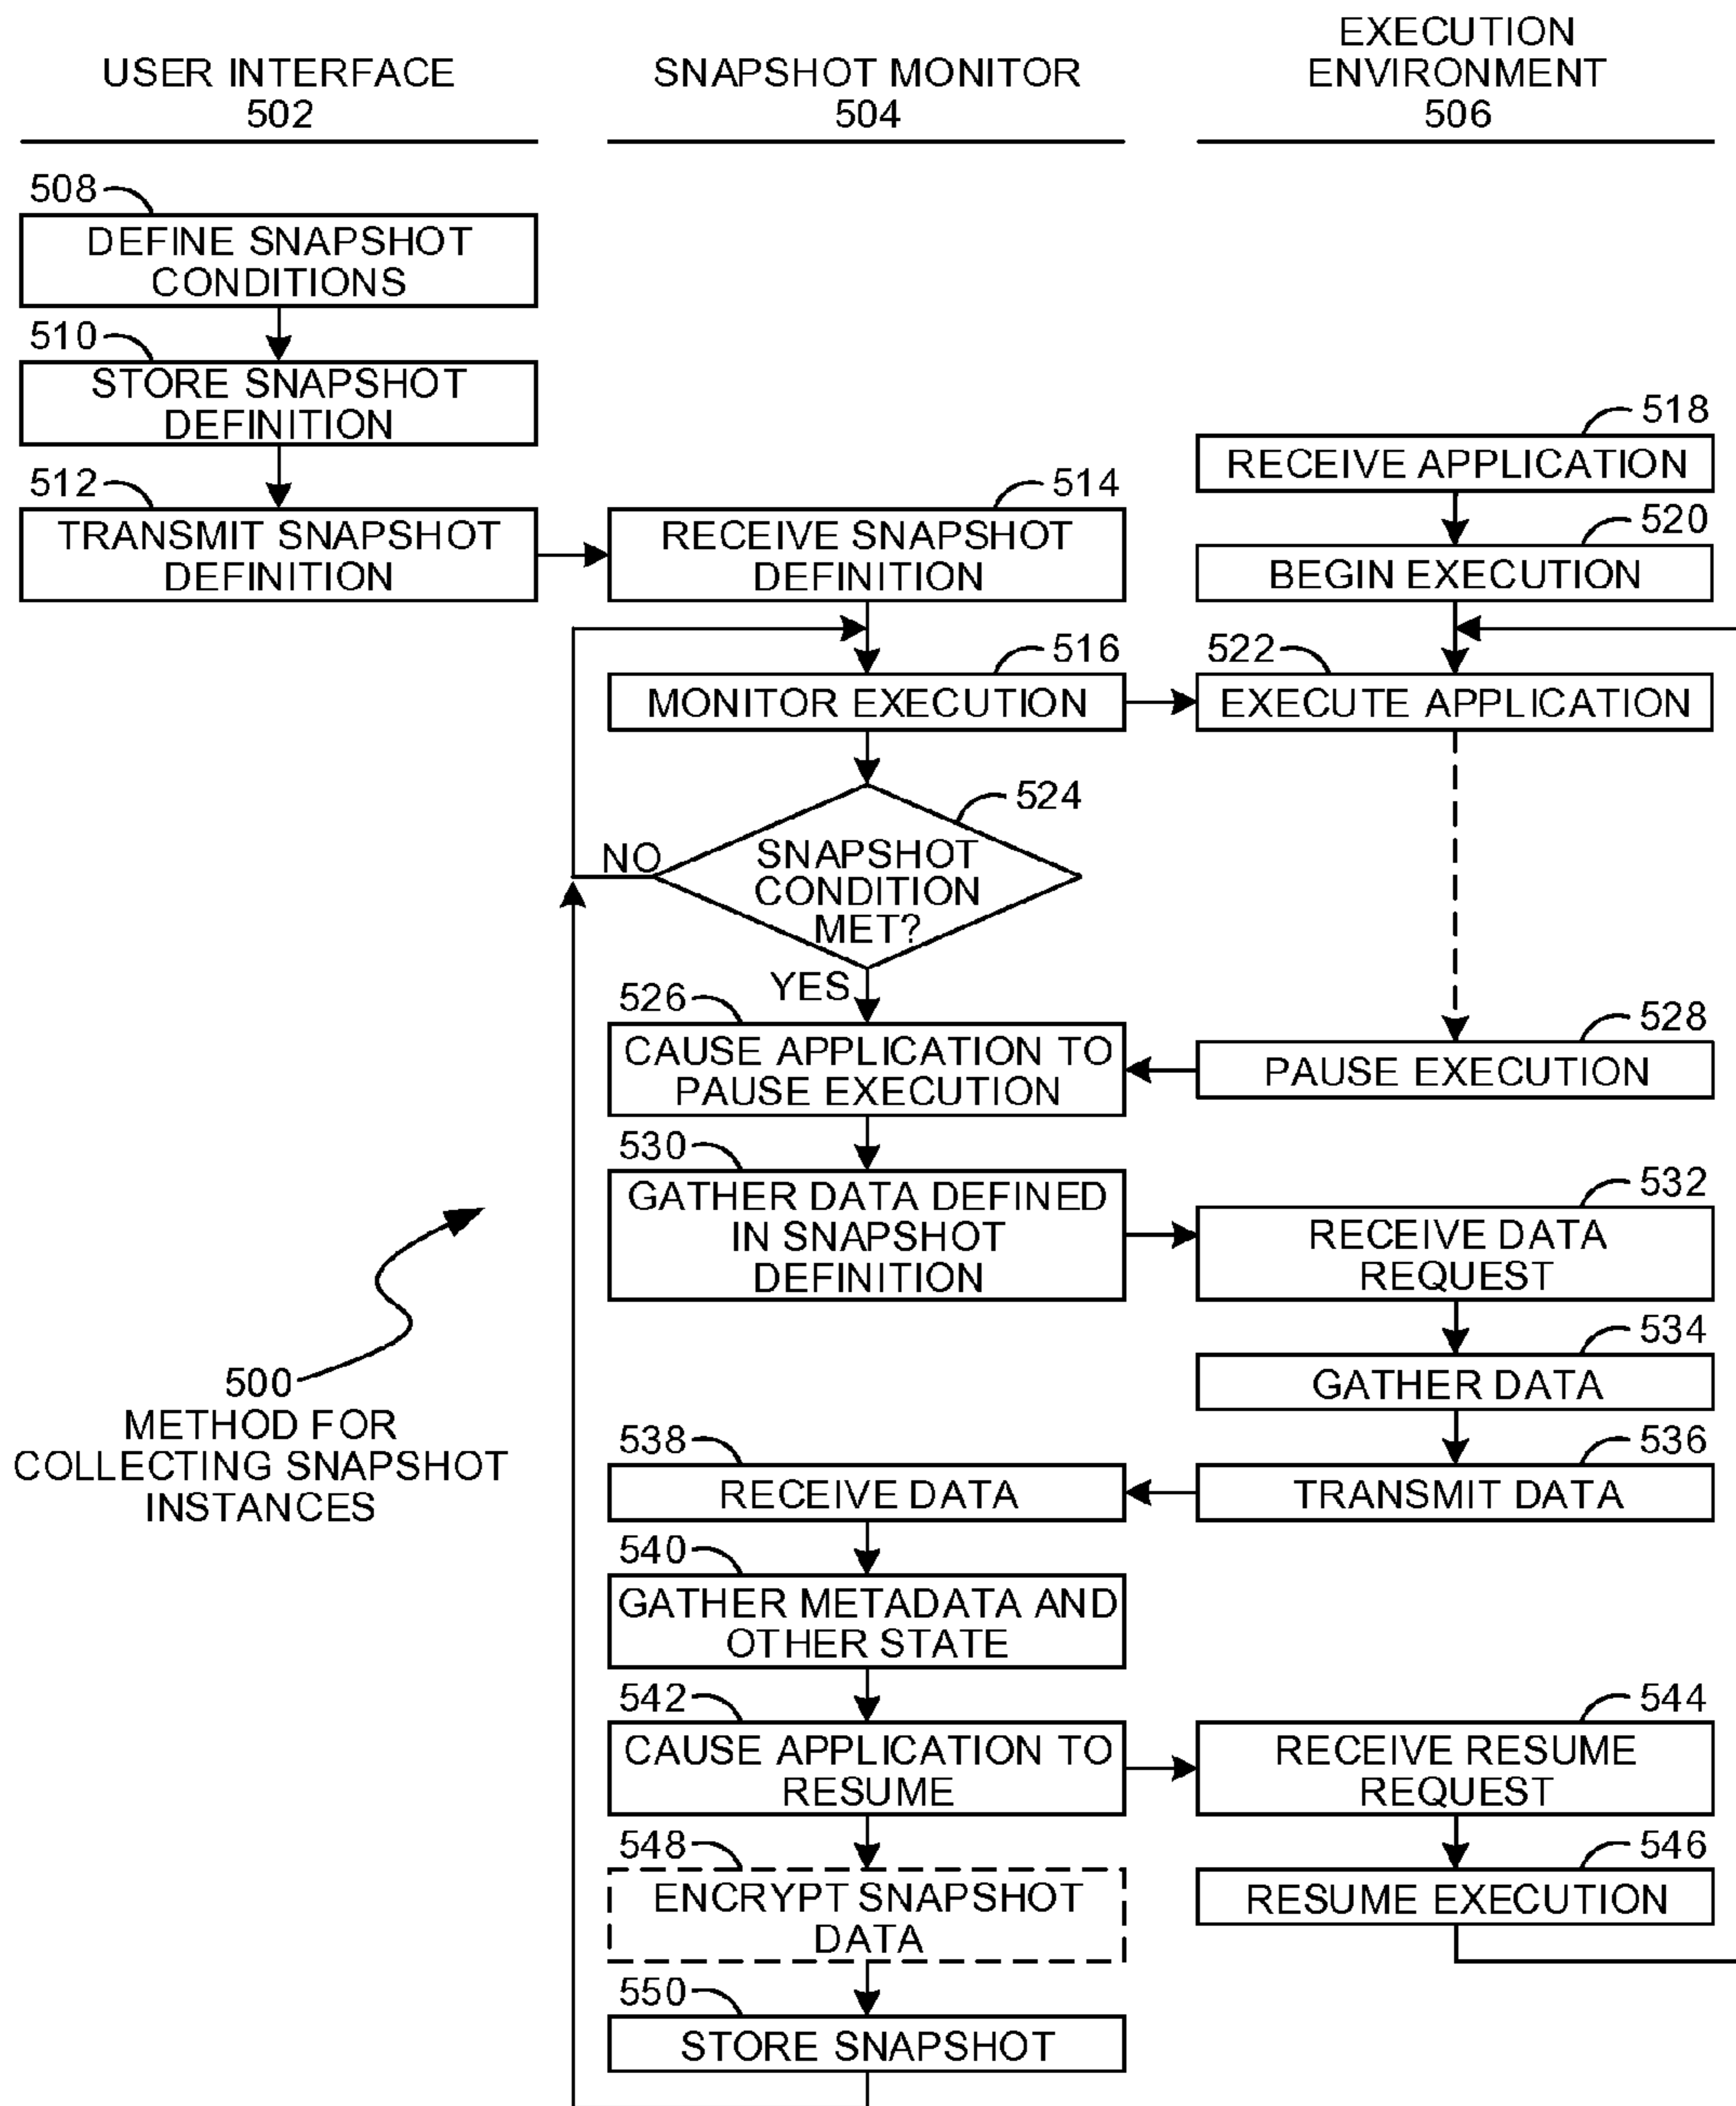 USER INTERFACE
502
SNAPSHOT MONITOR
504
EXECUTION
ENVIRONMENT
506
508
DEFINE SNAPSHOT
CONDITIONS
510
STORE SNAPSHOT
DEFINITION
512
TRANSMIT SNAPSHOT
DEFINITION
514
RECEIVE SNAPSHOT
DEFINITION
518
RECEIVE APPLICATION
520
BEGIN EXECUTION
516
MONITOR EXECUTION
522
EXECUTE APPLICATION
524
SNAPSHOT
CONDITION
MET?
NO
YES
526
CAUSE APPLICATION TO
PAUSE EXECUTION
528
PAUSE EXECUTION
530
GATHER DATA DEFINED
IN SNAPSHOT
DEFINITION
532
RECEIVE DATA
REQUEST
534
GATHER DATA
536
TRANSMIT DATA
538
RECEIVE DATA
500
METHOD FOR
COLLECTING SNAPSHOT
INSTANCES
540
GATHER METADATA AND
OTHER STATE
542
CAUSE APPLICATION TO
RESUME
544
RECEIVE RESUME
REQUEST
546
RESUME EXECUTION
548
ENCRYPT SNAPSHOT
DATA
550
STORE SNAPSHOT